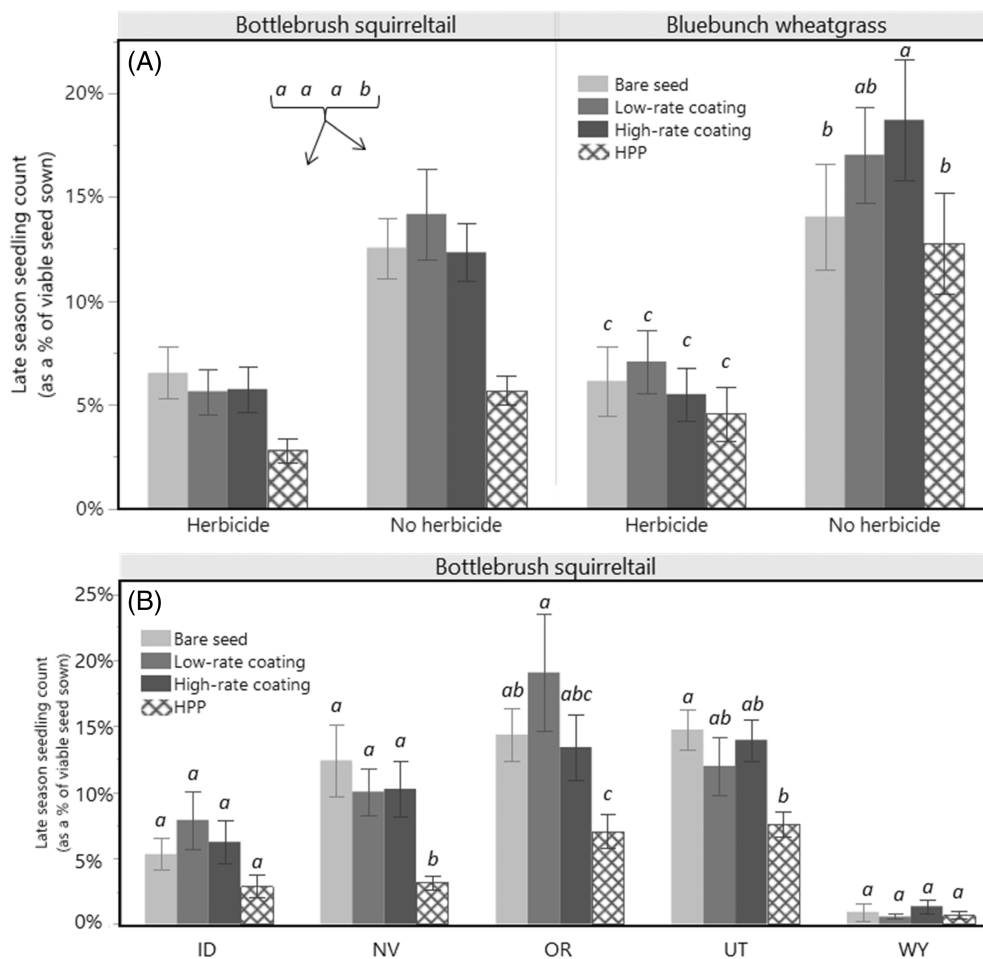 Bottlebrush squirreltail
Bluebunch wheatgrass
(A)
a a a b
Bare seed
Low-rate coating
High-rate coating
HPP
Late season seedling count
(as a % of viable seed sown)
20%
15%
10%
5%
0%
b ab a b
c c c c
Herbicide
No herbicide
Herbicide
No herbicide
Bottlebrush squirreltail
(B)
Bare seed
Low-rate coating
High-rate coating
HPP
Late season seedling count
(as a % of viable seed sown)
25%
20%
15%
10%
5%
0%
a a a a
a a a b
ab a abc c
a ab ab b
a a a a
ID
NV
OR
UT
WY